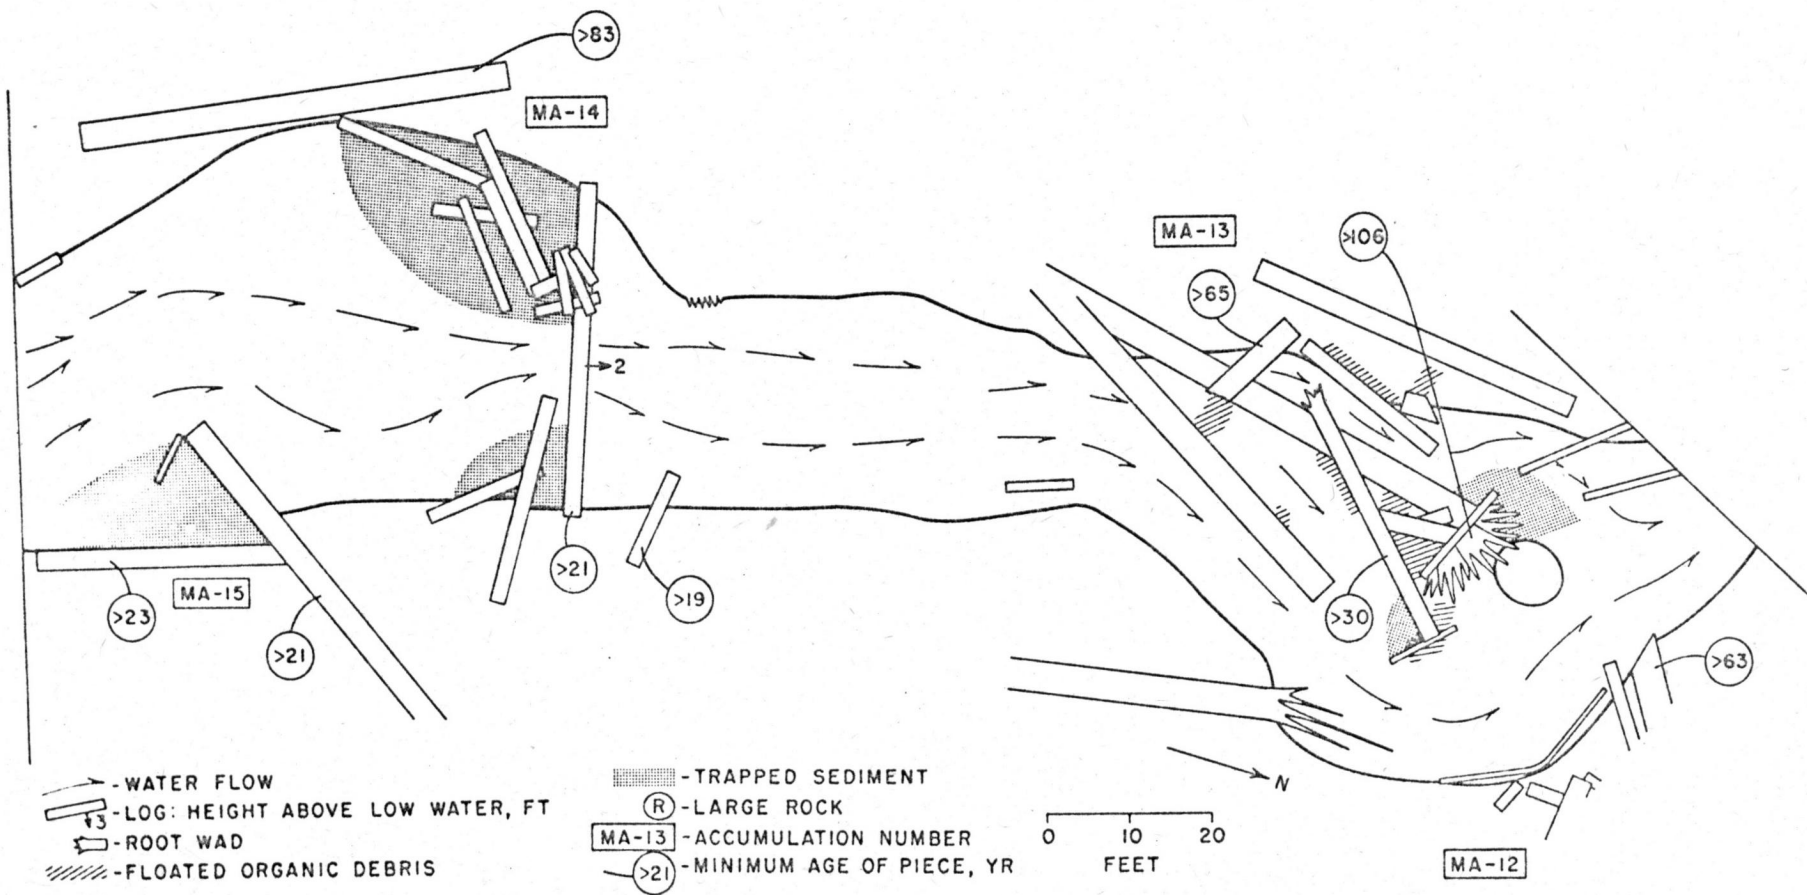 >83
MA-14
MA-13
>106
>65
2
>21
>19
>23
MA-15
>21
>30
>63
N
-WATER FLOW
-LOG: HEIGHT ABOVE LOW WATER, FT
3
-ROOT WAD
-FLOATED ORGANIC DEBRIS
-TRAPPED SEDIMENT
R -LARGE ROCK
MA-13 -ACCUMULATION NUMBER
>21 -MINIMUM AGE OF PIECE, YR
0 10 20
FEET
MA-12